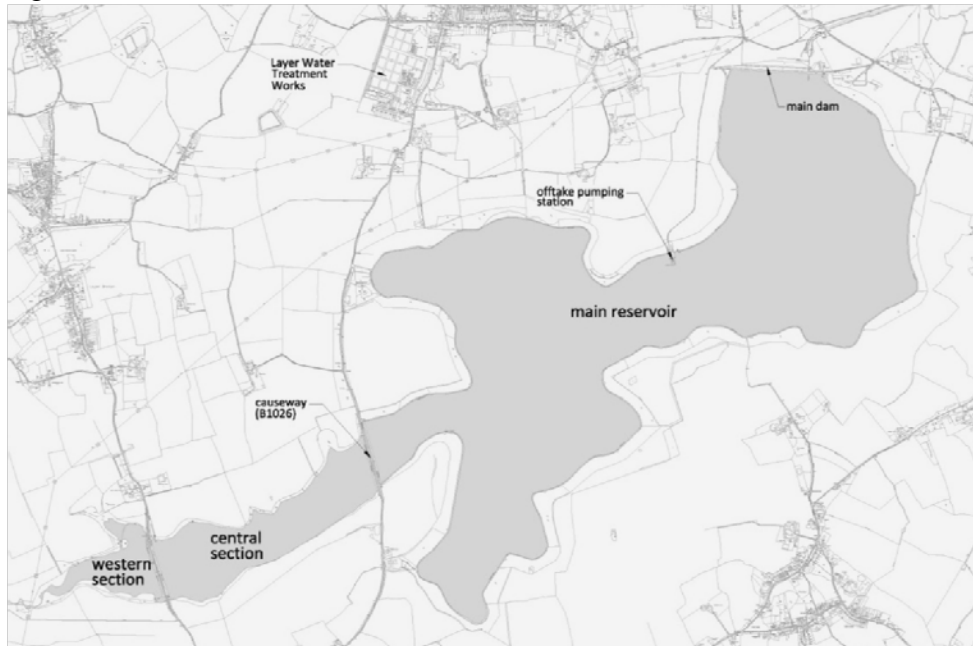 Layer Water
Treatment
Works
main dam
offtake pumping
station
main reservoir
causeway
(B1026)
central
section
western
section